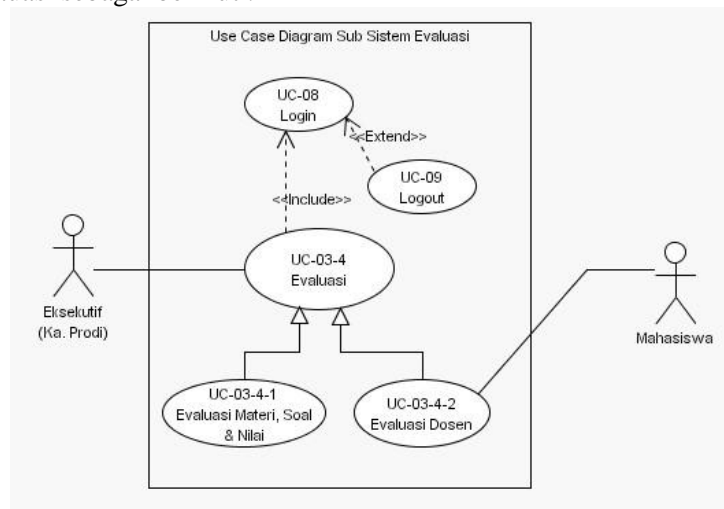 Use Case Diagram Sub Sistem Evaluasi
UC-08
Login
<<Extend>>
UC-09
Logout
<<Include>>
UC-03-4
Evaluasi
Eksekutif
(Ka. Prodi)
Mahasiswa
UC-03-4-1
Evaluasi Materi, Soal
& Nilai
UC-03-4-2
Evaluasi Dosen